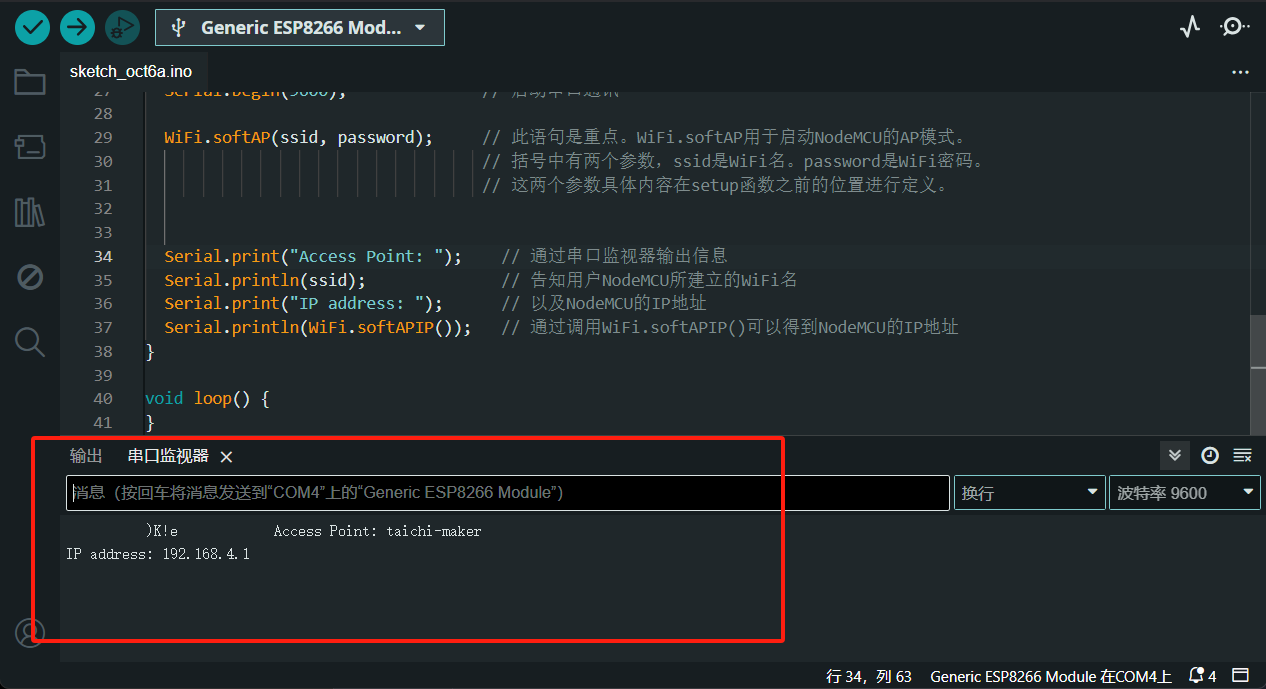 Generic ESP8266 Mod...
sketch_oct6a.ino
27 Serial.begin(9600); // 启动串口通讯
28
29 WiFi.softAP(ssid, password); // 此语句是重点。WiFi.softAP用于启动NodeMCU的AP模式。
30 // 括号中有两个参数，ssid是WiFi名。password是WiFi密码。
31 // 这两个参数具体内容在setup函数之前的位置进行定义。
32
33
34 Serial.print("Access Point: "); // 通过串口监视器输出信息
35 Serial.println(ssid); // 告知用户NodeMCU所建立的WiFi名
36 Serial.print("IP address: "); // 以及NodeMCU的IP地址
37 Serial.println(WiFi.softAPIP()); // 通过调用WiFi.softAPIP()可以得到NodeMCU的IP地址
38 }
39
40 void loop() {
41 }
输出 串口监视器
消息（按回车将消息发送到“COM4”上的“Generic ESP8266 Module”） 换行 波特率 9600
)K!e Access Point: taichi-maker
IP address: 192.168.4.1
行 34，列 63 Generic ESP8266 Module 在COM4上 4